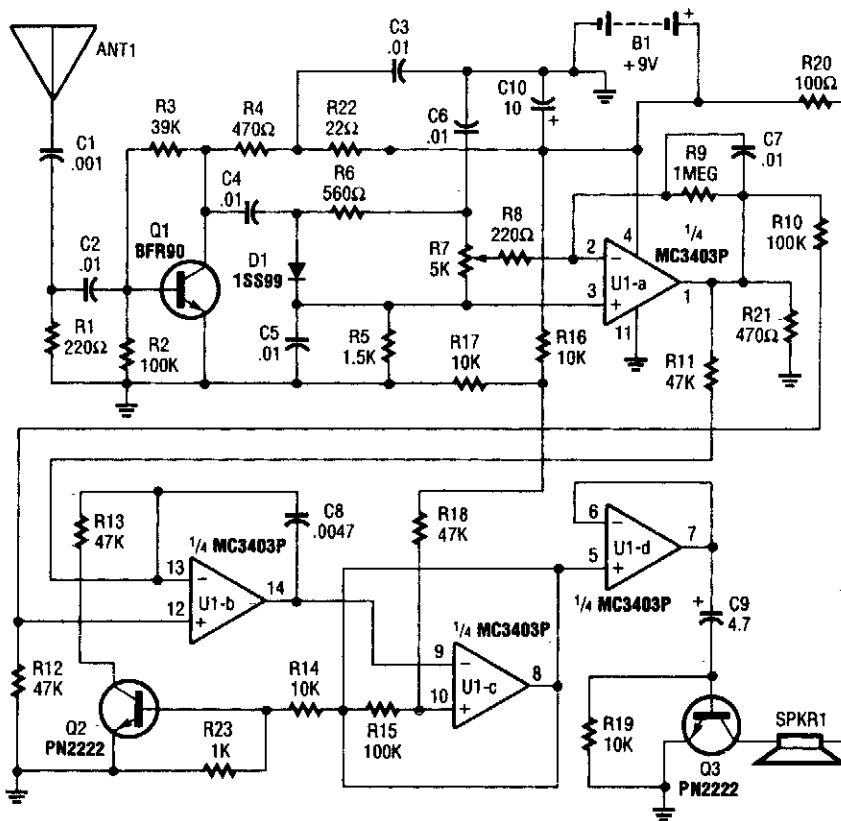 ANT1
C1
.001
C2
.01
R1
220Ω
R2
100K
R3
39K
Q1
BFR90
R4
470Ω
C4
.01
D1
1SS99
C5
.01
C3
.01
R22
22Ω
R6
560Ω
C6
.01
C10
10
+
B1
+9V
+
R20
100Ω
R7
5K
R8
220Ω
R5
1.5K
R17
10K
R16
10K
C7
.01
R9
1MEG
2
−
3
+
4
11
1
U1-a
1/4
MC3403P
R10
100K
R21
470Ω
R11
47K
R13
47K
C8
.0047
1/4 MC3403P
13
−
12
+
14
U1-b
R18
47K
6
−
5
+
7
U1-d
1/4 MC3403P
+
C9
4.7
R12
47K
Q2
PN2222
R23
1K
R14
10K
R15
100K
1/4 MC3403P
9
−
10
+
8
U1-c
R19
10K
Q3
PN2222
SPKR1